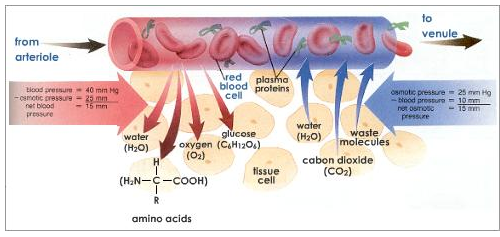 from
arteriole
to
venule
red
blood
cell
plasma
proteins
blood pressure = 40 mm Hg
- osmotic pressure = 25 mm
net blood = 15 mm
pressure
osmotic pressure = 25 mm Hg
- blood pressure = 10 mm
net osmotic = 15 mm
pressure
water
(H2O)
oxygen
(O2)
glucose
(C6H12O6)
water
(H2O)
waste
molecules
cabon dioxide
(CO2)
tissue
cell
H
(H2N-C-COOH)
R
amino acids